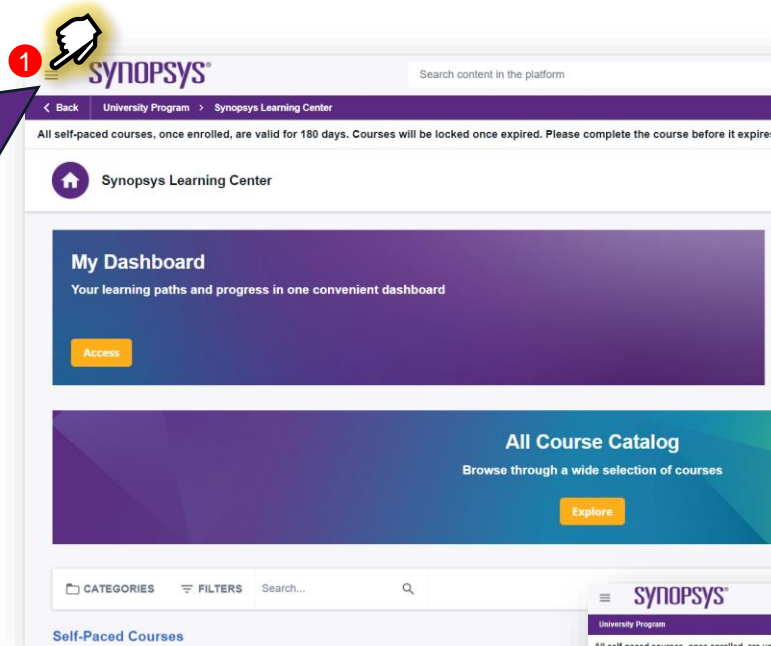 1
SYNOPSYS®
Search content in the platform
Back University Program > Synopsys Learning Center
All self-paced courses, once enrolled, are valid for 180 days. Courses will be locked once expired. Please complete the course before it expires
Synopsys Learning Center
My Dashboard
Your learning paths and progress in one convenient dashboard
Access
All Course Catalog
Browse through a wide selection of courses
Explore
CATEGORIES FILTERS Search...
SYNOPSYS®
University Program
Self-Paced Courses